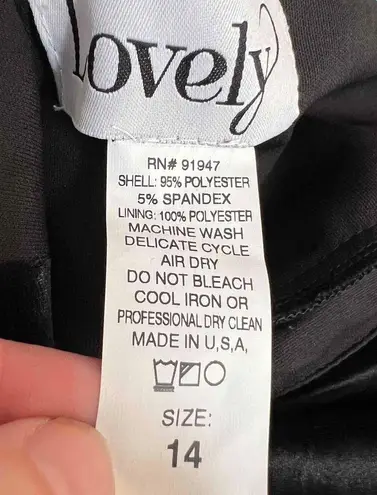 Lovely
RN# 91947
SHELL: 95% POLYESTER
5% SPANDEX
LINING: 100% POLYESTER
MACHINE WASH
DELICATE CYCLE
AIR DRY
DO NOT BLEACH
COOL IRON OR
PROFESSIONAL DRY CLEAN
MADE IN U.S.A.
SIZE:
14